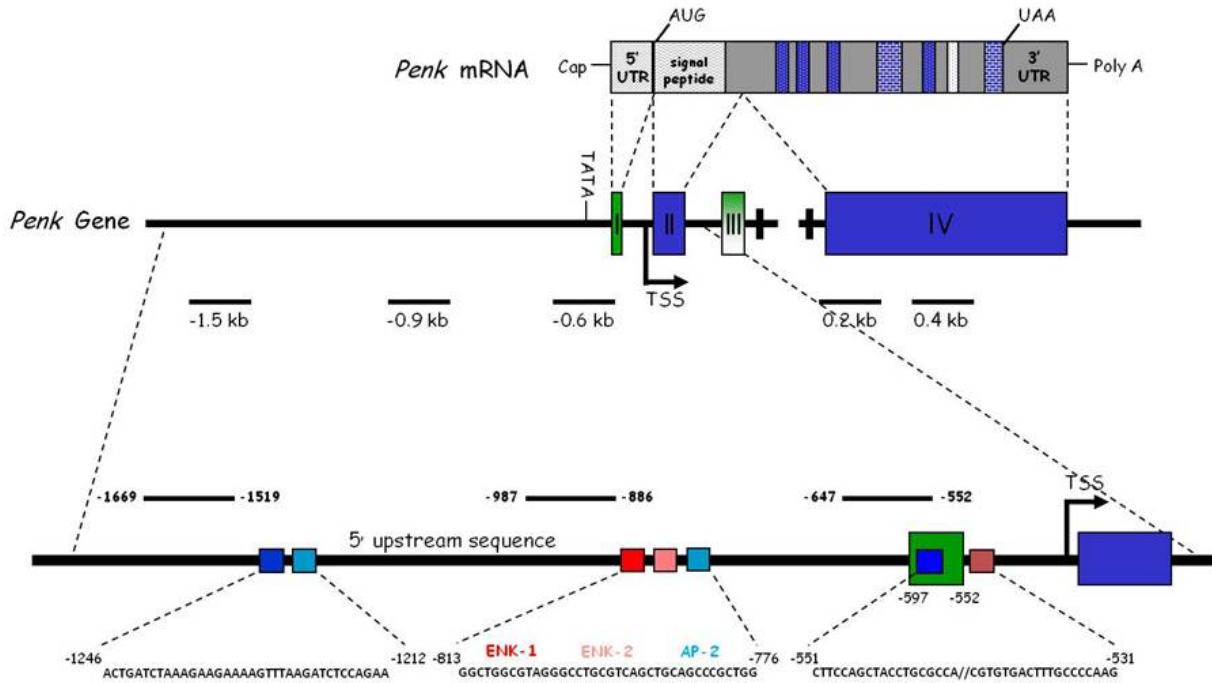 AUG
UAA
Penk mRNA
Cap
5' UTR
signal peptide
3' UTR
Poly A
TATA
Penk Gene
I
II
III
IV
TSS
-1.5 kb
-0.9 kb
-0.6 kb
0.2 kb
0.4 kb
-1669
-1519
-987
-886
-647
-552
TSS
5' upstream sequence
-597
-552
-1246
-1212
-813
ENK-1
ENK-2
AP-2
-776
-551
-531
ACTGATCTAAAGAAGAAAAGTTTAAGATCTCCAGAA
GGCTGGCGTAGGGCCTGCGTCAGCTGCAGCCCGCTGG
CTTCCAGCTACCTGCGCCA//CGTGTGACTTTGCCCCAAG